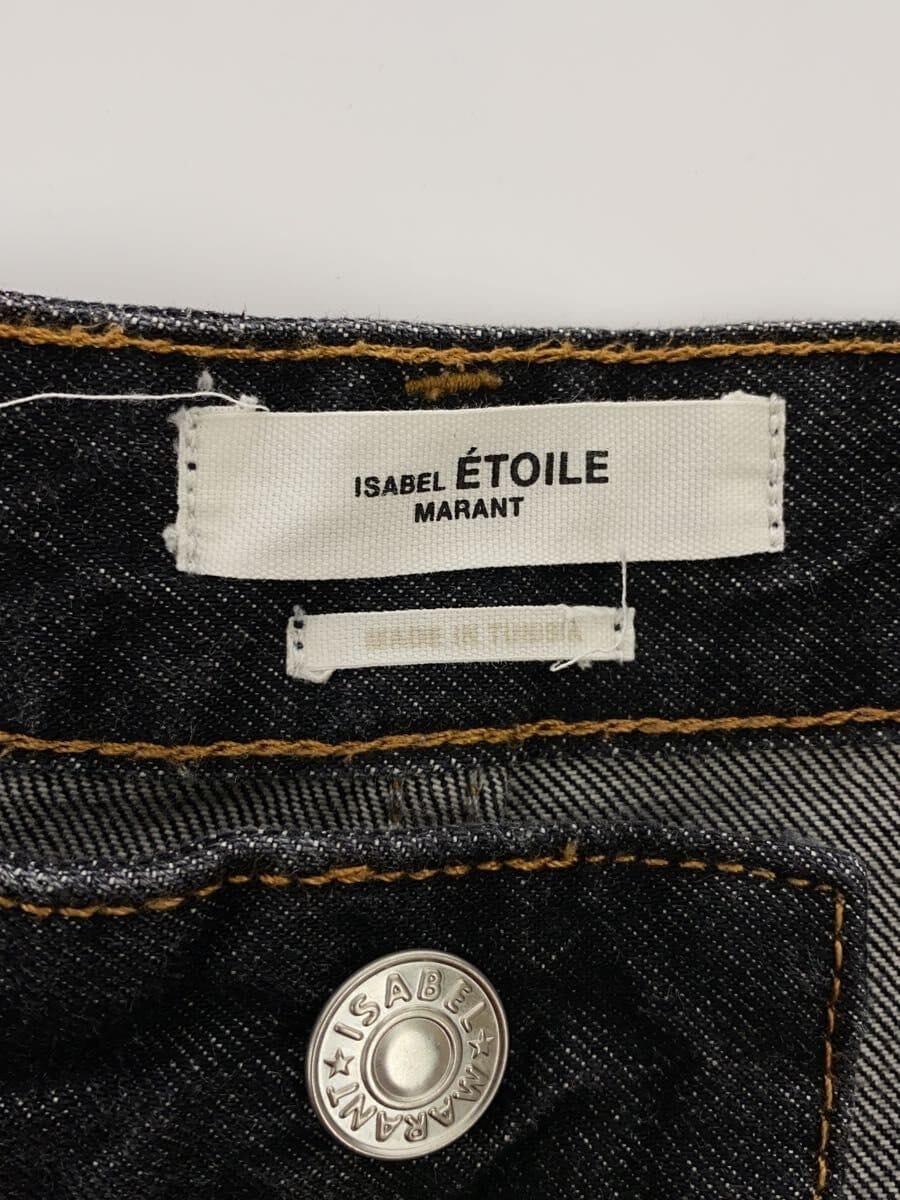 ISABEL ÉTOILE
MARANT
MADE IN TUNISIA
ISABEL
MARANT